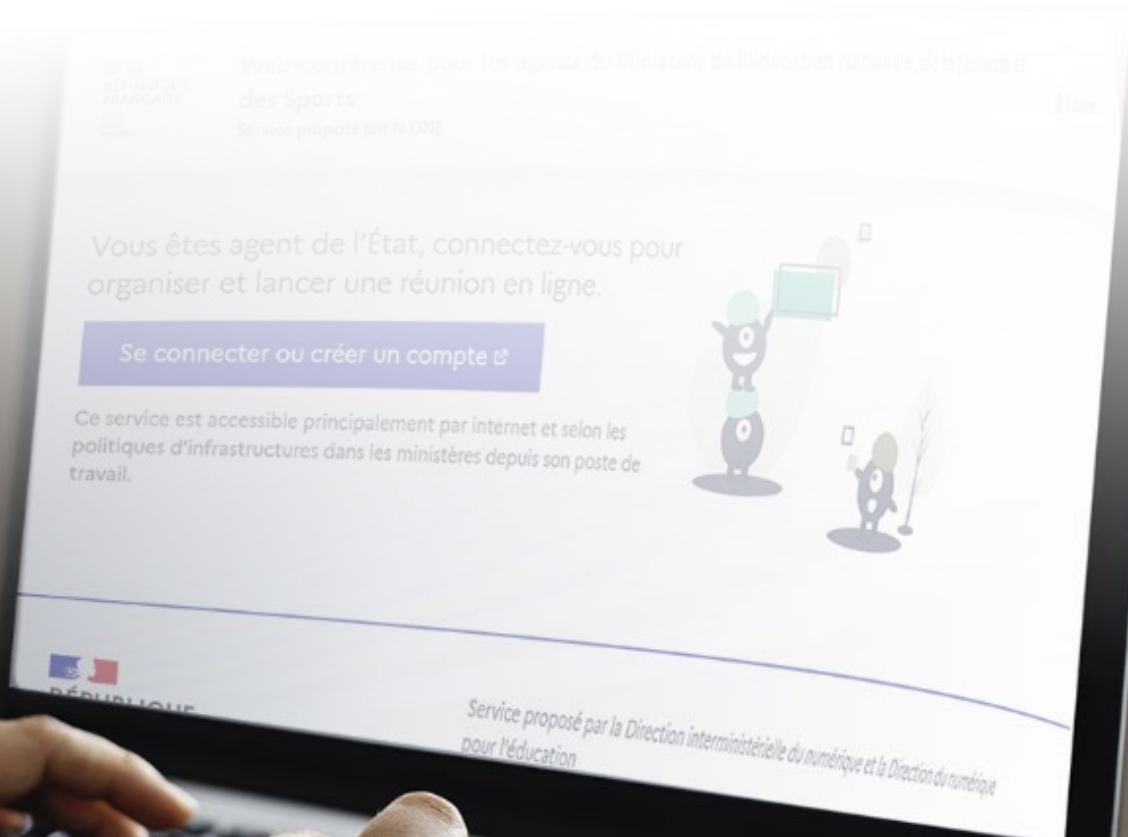 RÉPUBLIQUE
FRANÇAISE
Web-conférence pour les agents du Ministère de l'Éducation Nationale, de la Jeunesse et
des Sports
Service proposé par la DNE
Vous êtes agent de l'État, connectez-vous pour
organiser et lancer une réunion en ligne.
Se connecter ou créer un compte
Ce service est accessible principalement par internet et selon les
politiques d'infrastructures dans les ministères depuis son poste de
travail.
RÉPUBLIQUE
Service proposé par la Direction interministérielle du numérique et la Direction du numérique
pour l'éducation